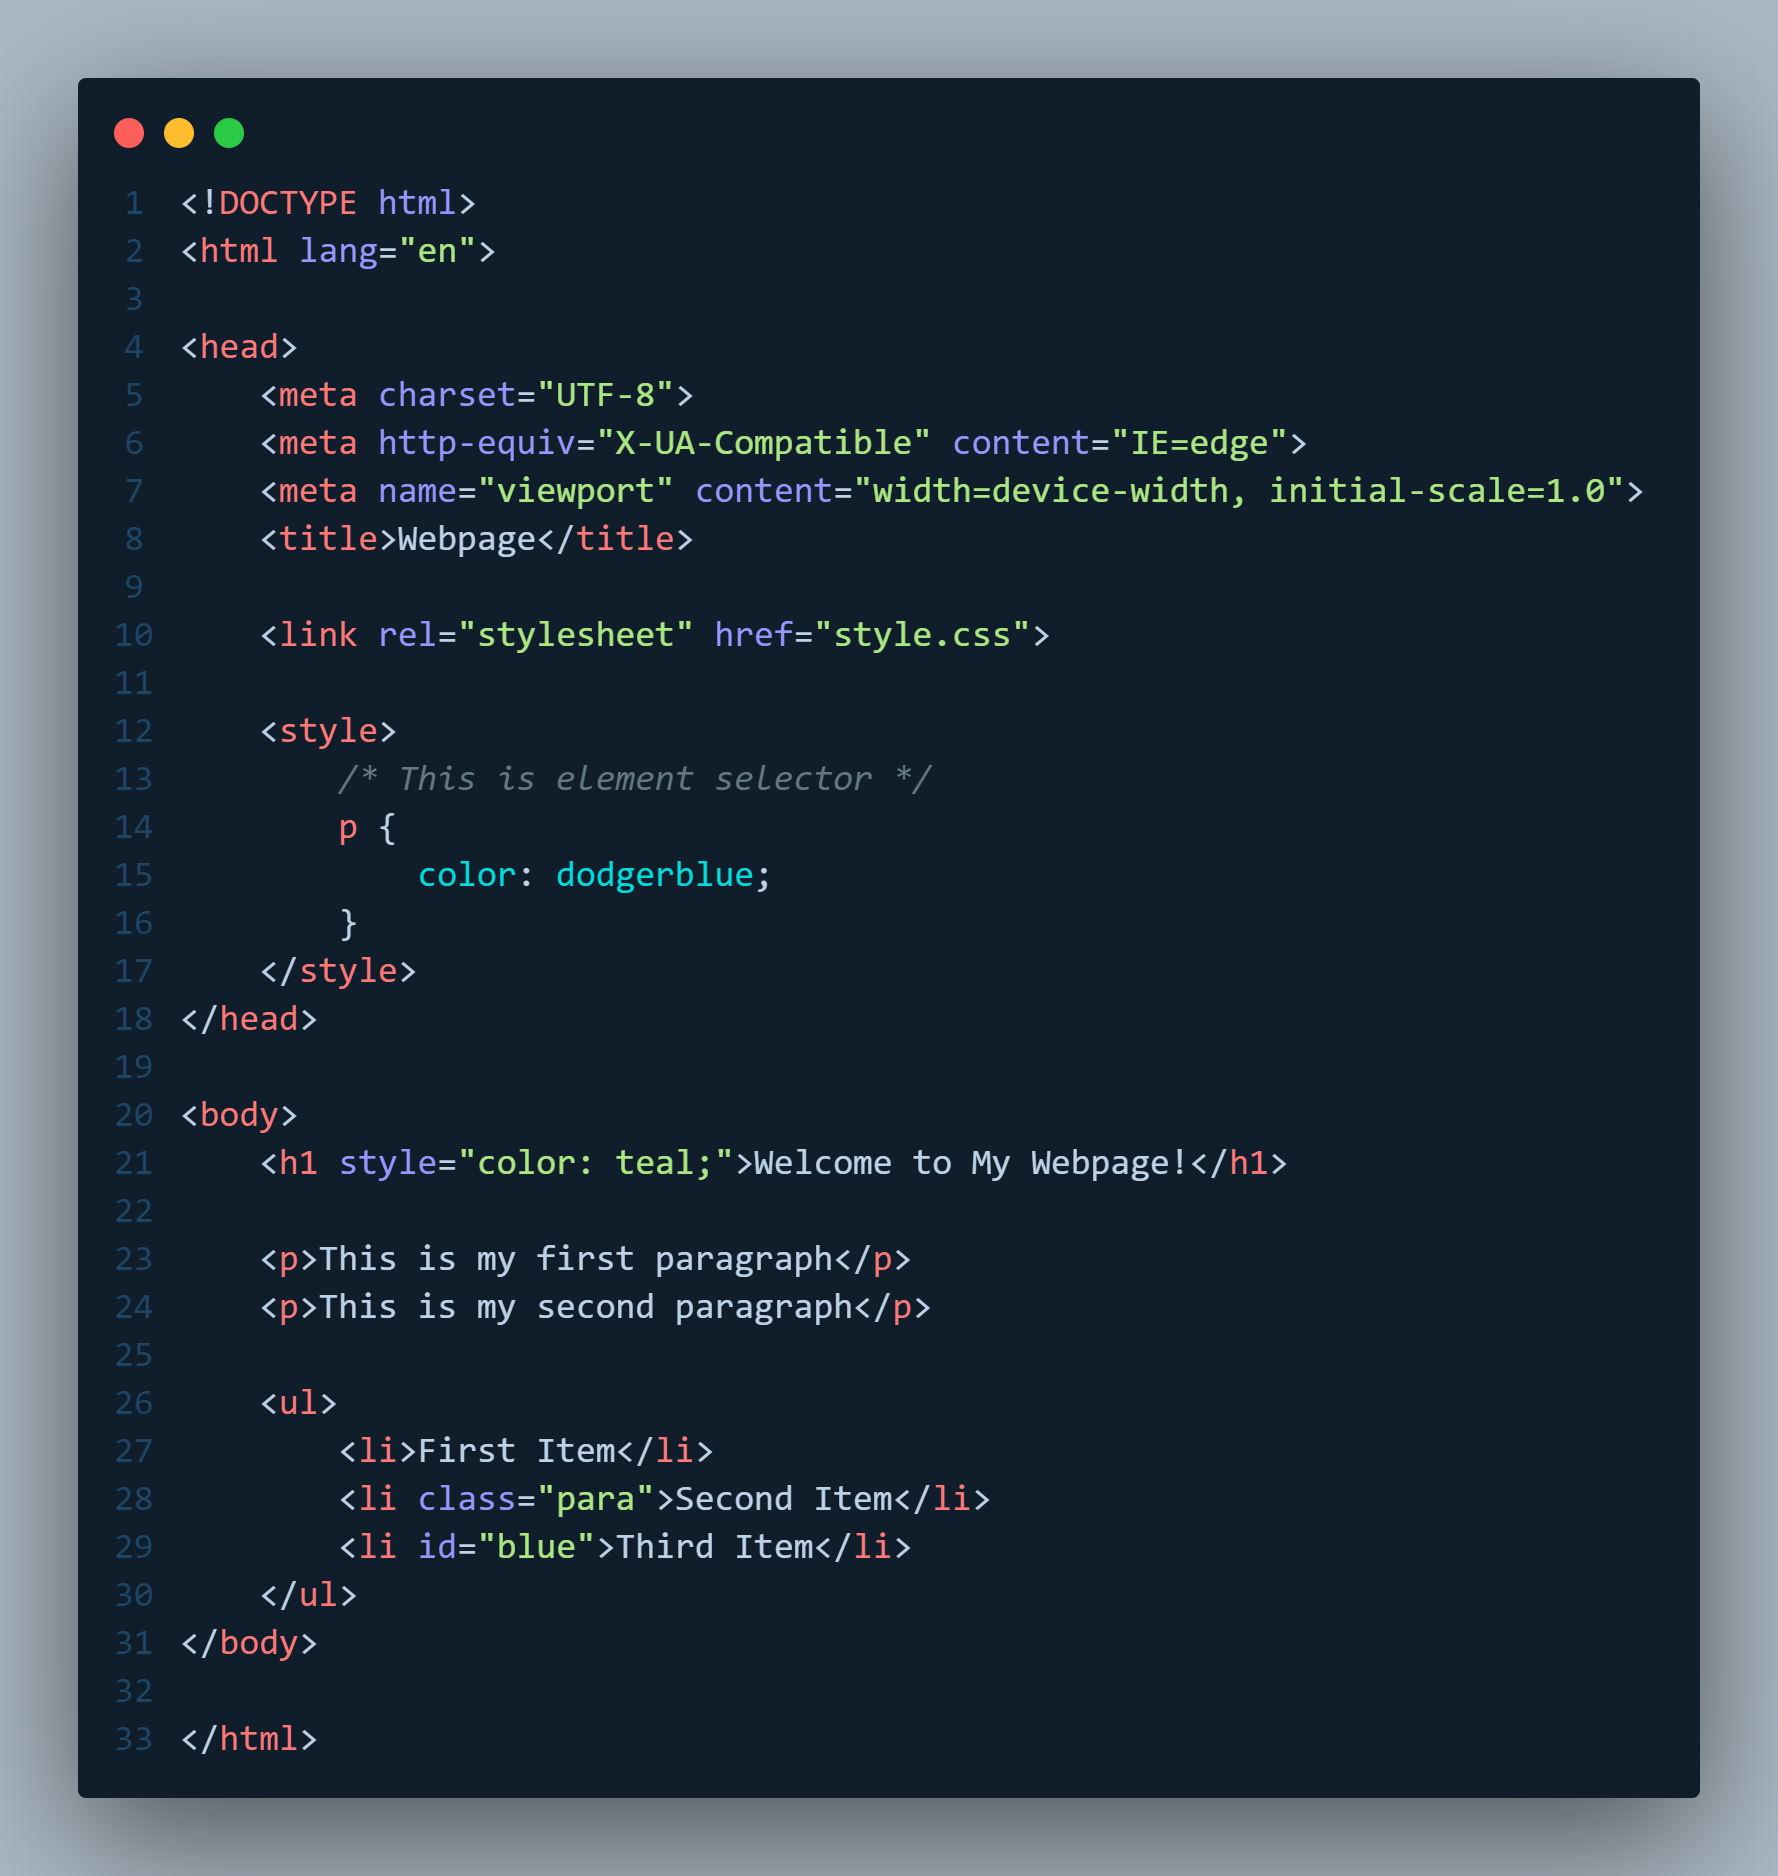 1 <!DOCTYPE html>
2 <html lang="en">
3
4 <head>
5     <meta charset="UTF-8">
6     <meta http-equiv="X-UA-Compatible" content="IE=edge">
7     <meta name="viewport" content="width=device-width, initial-scale=1.0">
8     <title>Webpage</title>
9
10     <link rel="stylesheet" href="style.css">
11
12     <style>
13         /* This is element selector */
14         p {
15             color: dodgerblue;
16         }
17     </style>
18 </head>
19
20 <body>
21     <h1 style="color: teal;">Welcome to My Webpage!</h1>
22
23     <p>This is my first paragraph</p>
24     <p>This is my second paragraph</p>
25
26     <ul>
27         <li>First Item</li>
28         <li class="para">Second Item</li>
29         <li id="blue">Third Item</li>
30     </ul>
31 </body>
32
33 </html>